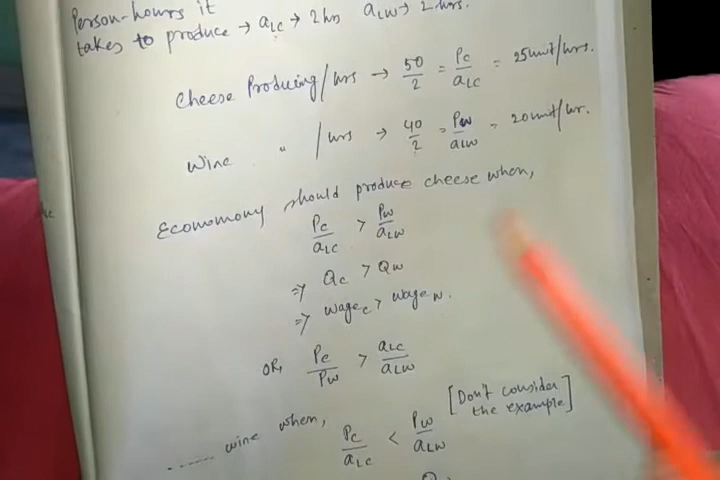 Person-hours it
takes to produce → aLC → 2hrs aLW → 2hrs.
Cheese Producing/hrs → 50/2 = Pc/aLC = 25unit/hrs.
Wine " /hrs → 40/2 = Pw/aLW = 20unit/hr.
Econonomy should produce cheese when,
Pc/aLC > Pw/aLW
⇒ Qc > Qw
⇒ wagec > wagew.
OR, Pc/Pw > aLC/aLW
...... wine when, [Don't consider the example]
Pc/aLC < Pw/aLW